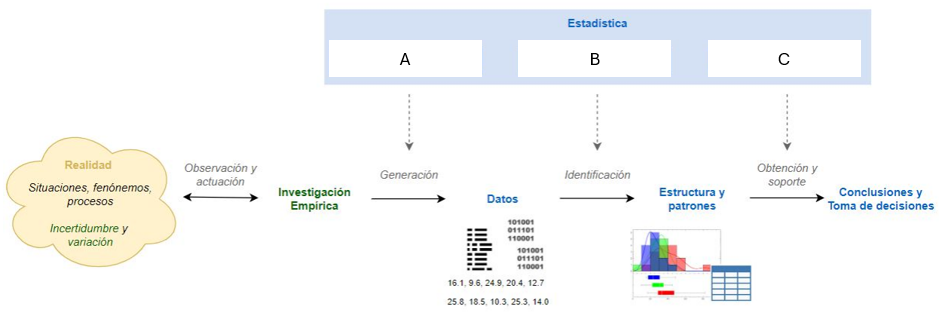 Estadística
A
B
C
Realidad
Situaciones, fenónemos,
procesos
Incertidumbre y
variación
Observación y
actuación
Investigación
Empírica
Generación
Datos
101001
011101
110001
101001
011101
110001
16.1, 9.6, 24.9, 20.4, 12.7
25.8, 18.5, 10.3, 25.3, 14.0
Identificación
Estructura y
patrones
Obtención y
soporte
Conclusiones y
Toma de decisiones